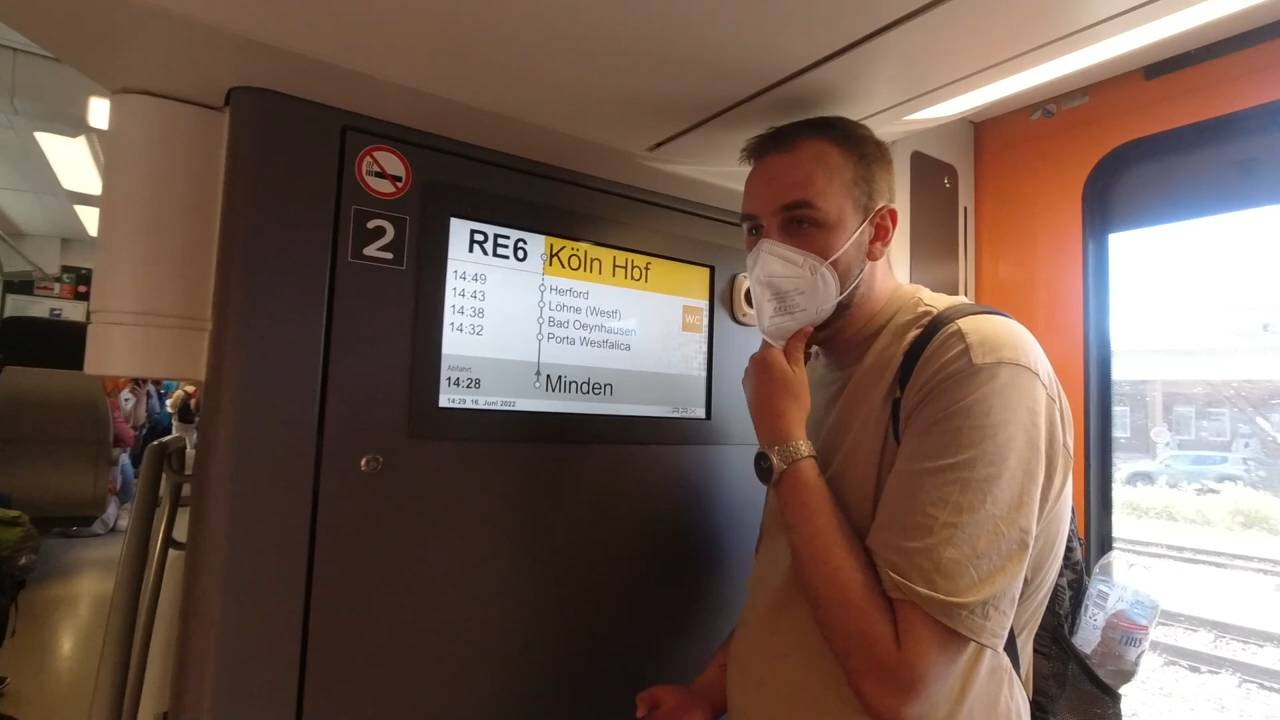 2
RE6
Köln Hbf
14:49 Herford
14:43 Löhne (Westf)
14:38 Bad Oeynhausen
14:32 Porta Westfalica
WC
Abfahrt
14:28 Minden
14:29 16. Juni 2022
RRX